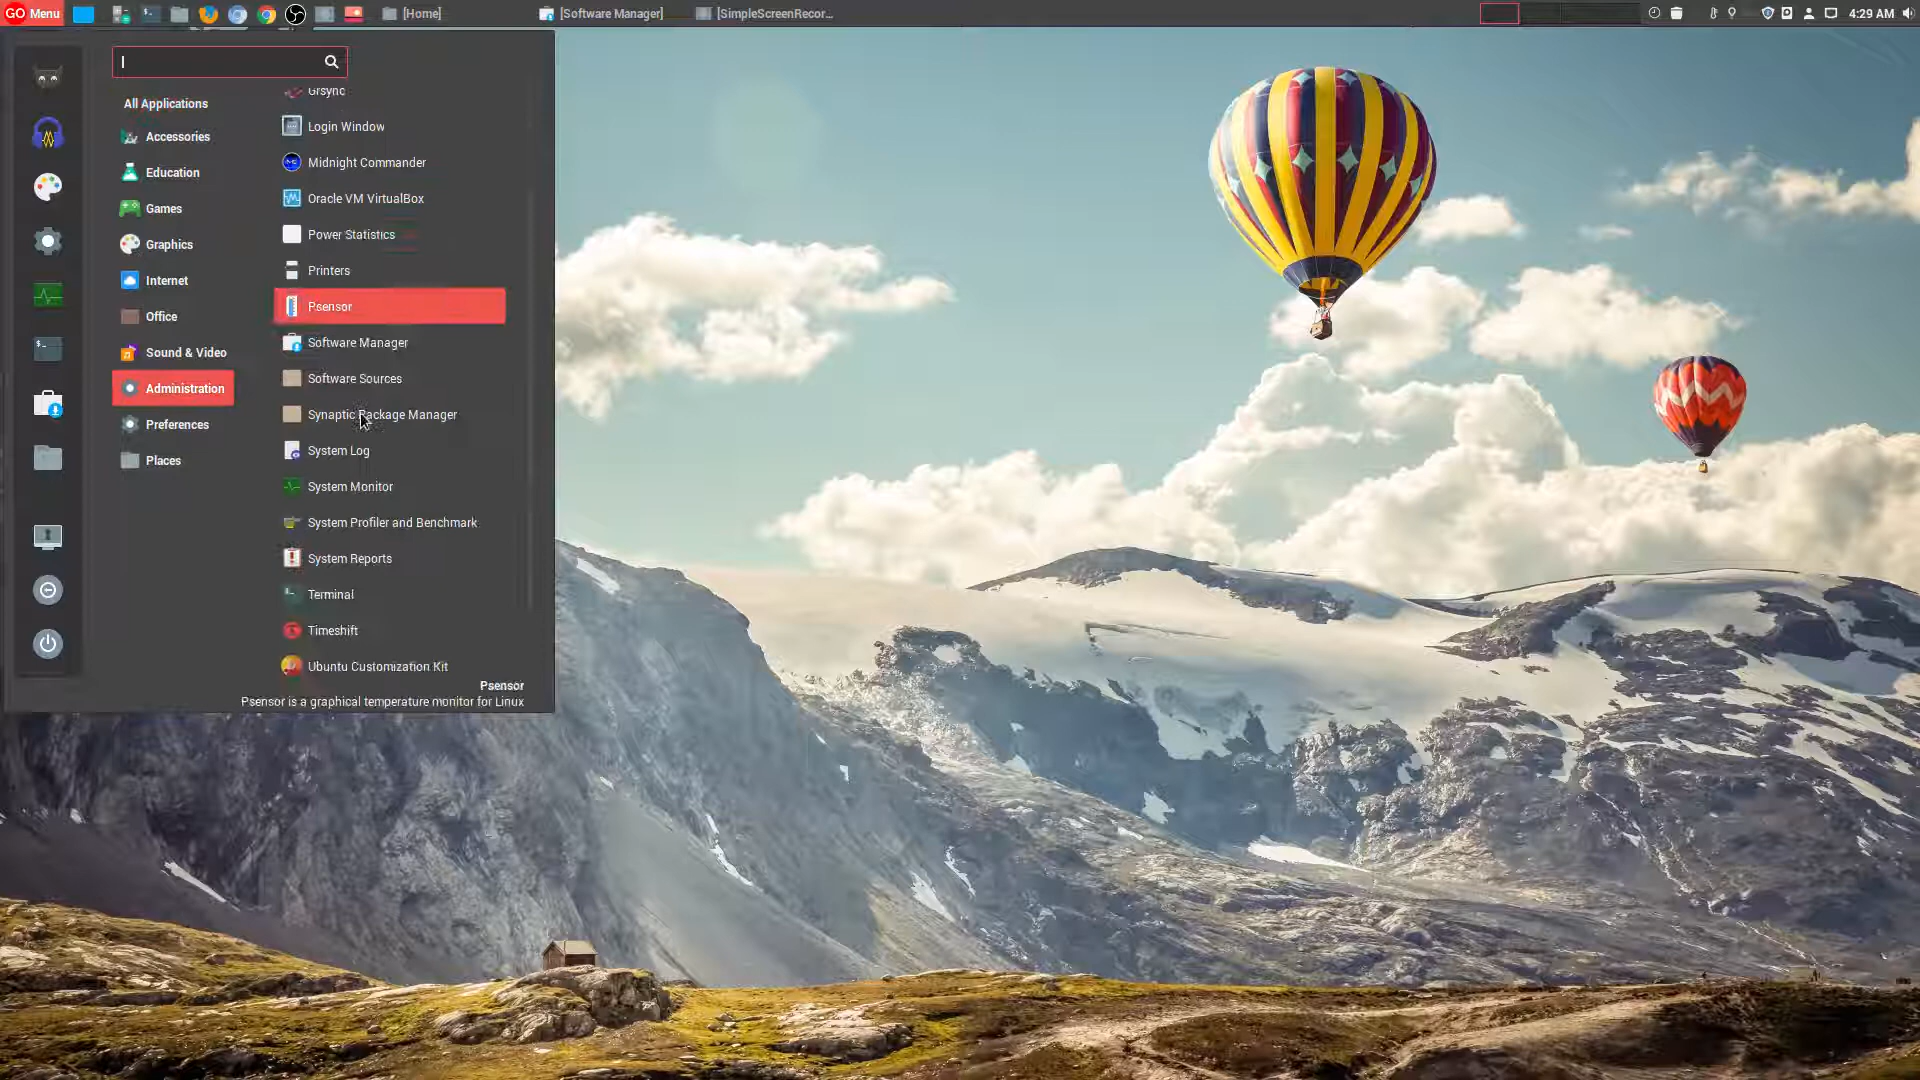 GO Menu
[Home]
[Software Manager]
[SimpleScreenRecor...
4:29 AM
All Applications
Accessories
Education
Games
Graphics
Internet
Office
Sound & Video
Administration
Preferences
Places
Grsync
Login Window
Midnight Commander
Oracle VM VirtualBox
Power Statistics
Printers
Psensor
Software Manager
Software Sources
Synaptic Package Manager
System Log
System Monitor
System Profiler and Benchmark
System Reports
Terminal
Timeshift
Ubuntu Customization Kit
Psensor
Psensor is a graphical temperature monitor for Linux